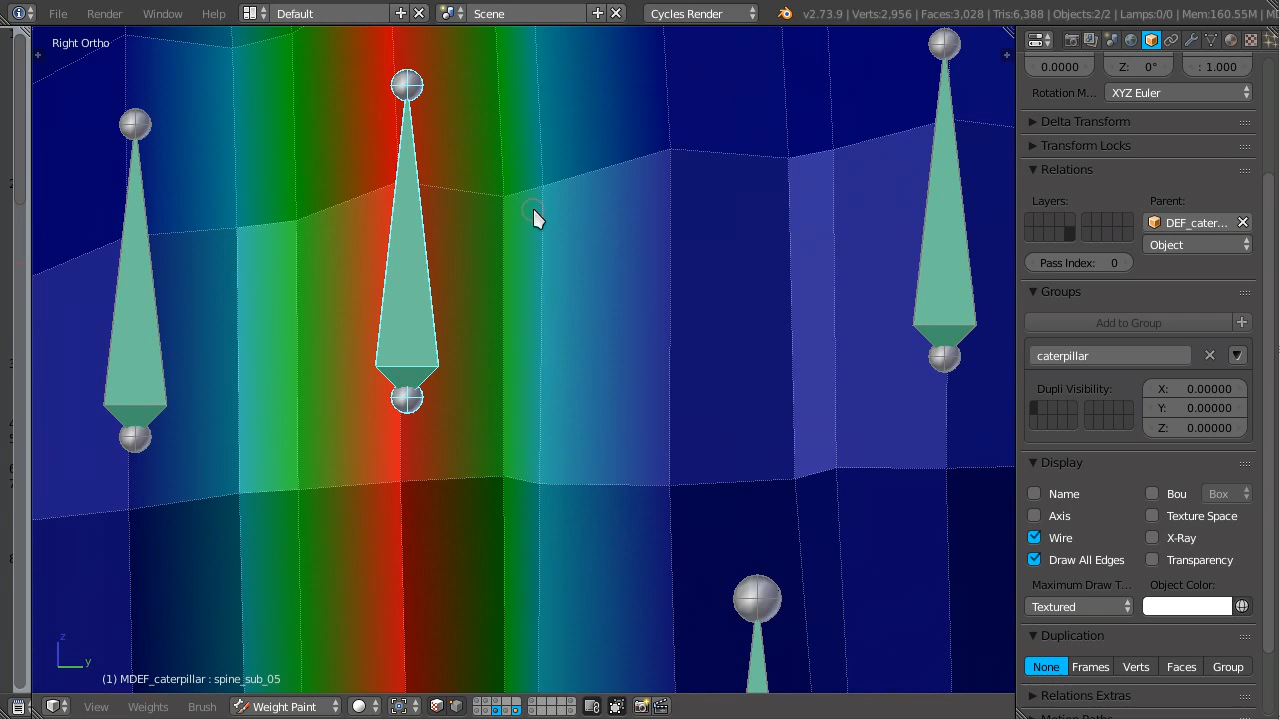 File Render Window Help Default Scene Cycles Render v2.73.9 | Verts:2,956 | Faces:3,028 | Tris:6,388 | Objects:2/2 | Lamps:0/0 | Mem:160.55M |
Right Ortho
0.0000 Z: 0° : 1.000
Rotation M... XYZ Euler
Delta Transform
Transform Locks
Relations
Layers: Parent:
DEF_cater...
Object
Pass Index: 0
Groups
Add to Group
caterpillar
Dupli Visibility: X: 0.00000
Y: 0.00000
Z: 0.00000
Display
Name Bou Box
Axis Texture Space
Wire X-Ray
Draw All Edges Transparency
Maximum Draw T... Object Color:
Textured
Duplication
None Frames Verts Faces Group
Relations Extras
z
y
(1) MDEF_caterpillar : spine_sub_05
View Weights Brush Weight Paint